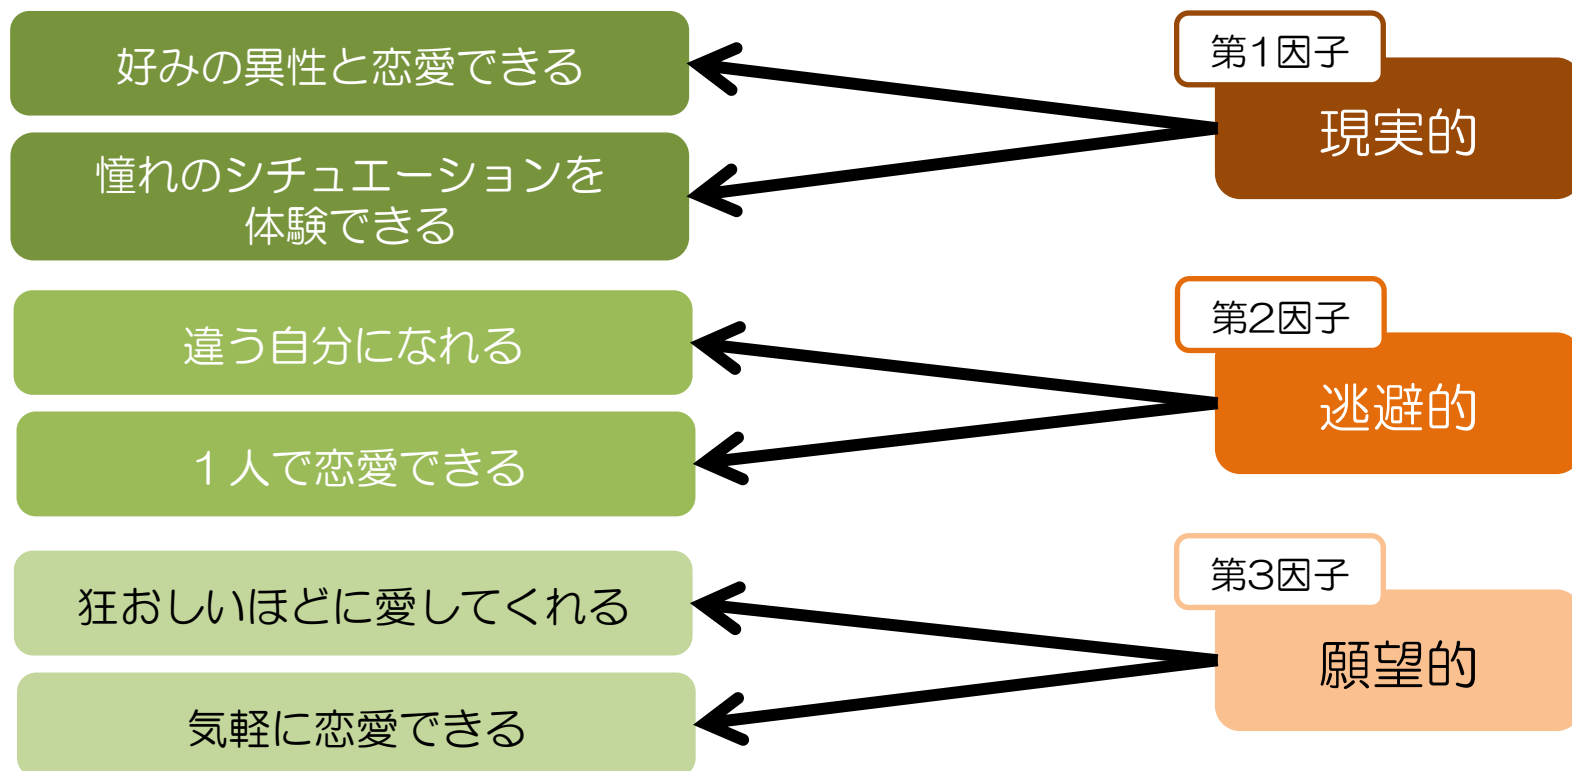 好みの異性と恋愛できる
憧れのシチュエーションを
体験できる
第1因子
現実的
違う自分になれる
1人で恋愛できる
第2因子
逃避的
狂おしいほどに愛してくれる
気軽に恋愛できる
第3因子
願望的